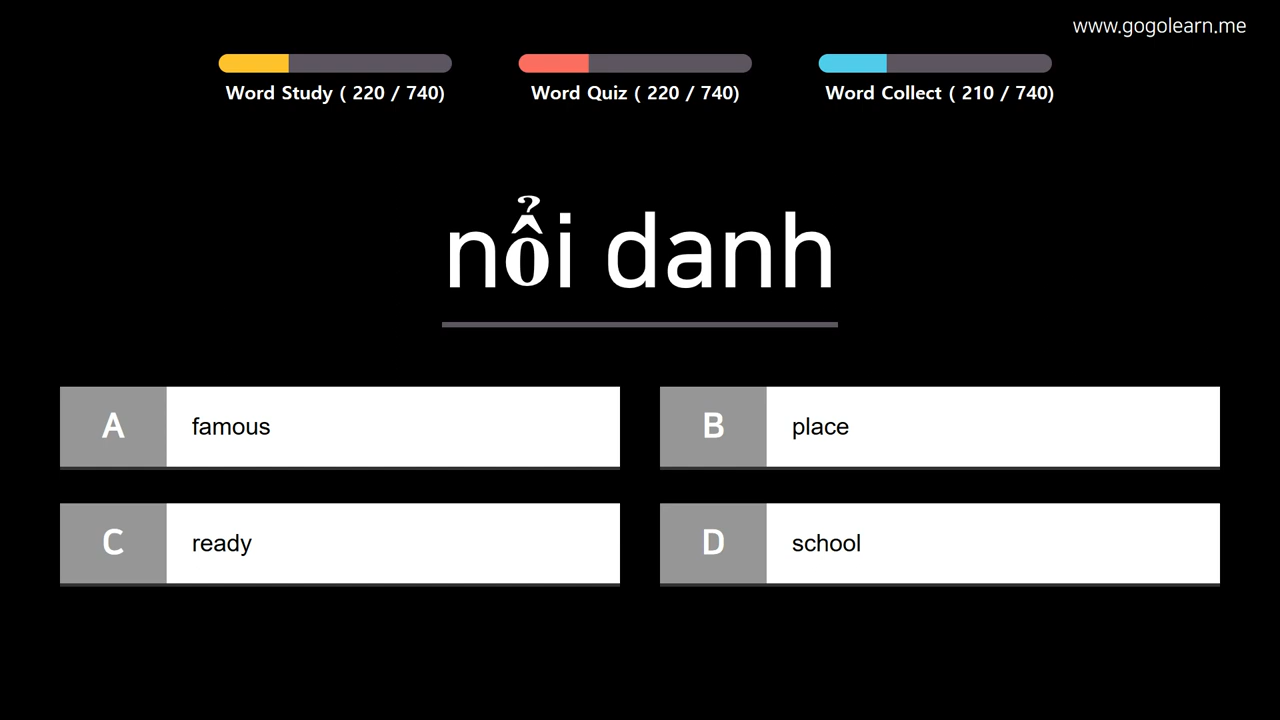 www.gogolearn.me
Word Study ( 220 / 740)
Word Quiz ( 220 / 740)
Word Collect ( 210 / 740)
nổi danh
A famous
B place
C ready
D school